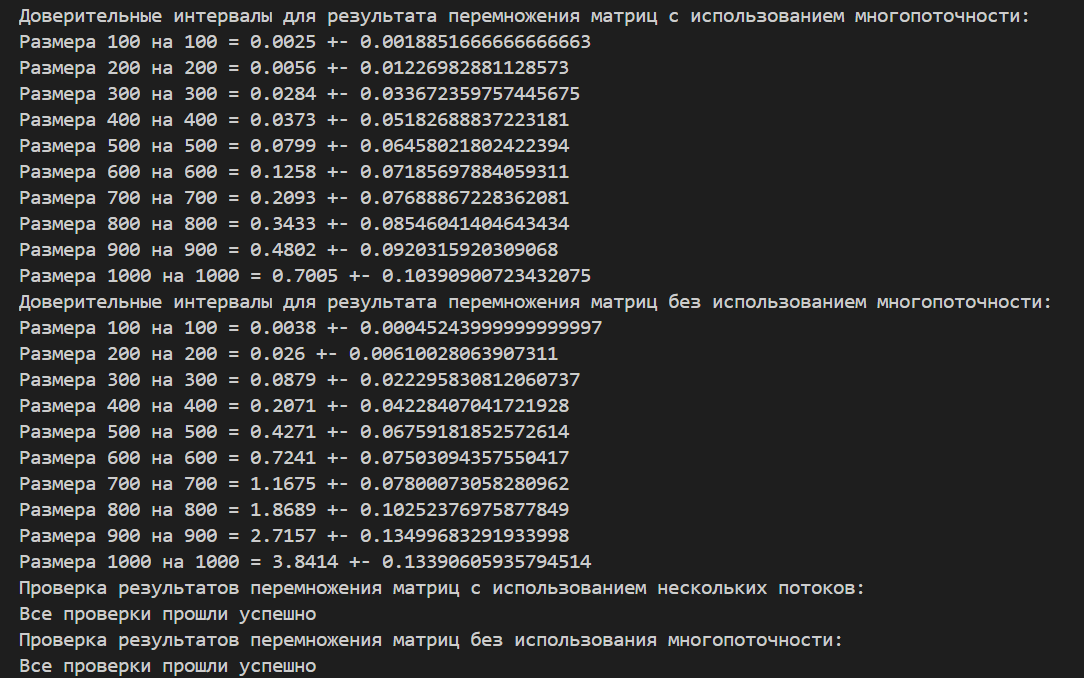 Доверительные интервалы для результата перемножения матриц с использованием многопоточности:
Размера 100 на 100 = 0.0025 +- 0.0018851666666666663
Размера 200 на 200 = 0.0056 +- 0.01226982881128573
Размера 300 на 300 = 0.0284 +- 0.033672359757445675
Размера 400 на 400 = 0.0373 +- 0.05182688837223181
Размера 500 на 500 = 0.0799 +- 0.06458021802422394
Размера 600 на 600 = 0.1258 +- 0.07185697884059311
Размера 700 на 700 = 0.2093 +- 0.07688867228362081
Размера 800 на 800 = 0.3433 +- 0.08546041404643434
Размера 900 на 900 = 0.4802 +- 0.0920315920309068
Размера 1000 на 1000 = 0.7005 +- 0.10390900723432075
Доверительные интервалы для результата перемножения матриц без использованием многопоточности:
Размера 100 на 100 = 0.0038 +- 0.00045243999999999997
Размера 200 на 200 = 0.026 +- 0.00610028063907311
Размера 300 на 300 = 0.0879 +- 0.022295830812060737
Размера 400 на 400 = 0.2071 +- 0.04228407041721928
Размера 500 на 500 = 0.4271 +- 0.06759181852572614
Размера 600 на 600 = 0.7241 +- 0.07503094357550417
Размера 700 на 700 = 1.1675 +- 0.07800073058280962
Размера 800 на 800 = 1.8689 +- 0.10252376975877849
Размера 900 на 900 = 2.7157 +- 0.13499683291933998
Размера 1000 на 1000 = 3.8414 +- 0.13390605935794514
Проверка результатов перемножения матриц с использованием нескольких потоков:
Все проверки прошли успешно
Проверка результатов перемножения матриц без использования многопоточности:
Все проверки прошли успешно